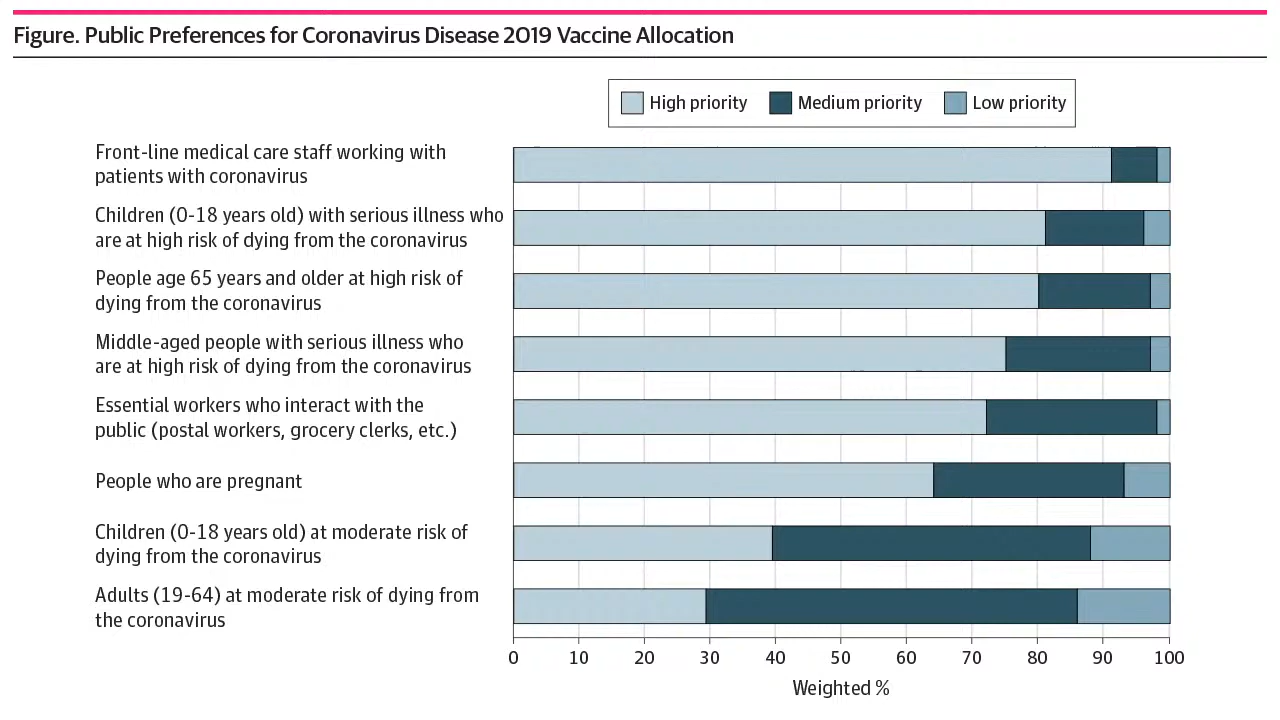 Figure. Public Preferences for Coronavirus Disease 2019 Vaccine Allocation
High priority
Medium priority
Low priority
Front-line medical care staff working with
patients with coronavirus
Children (0-18 years old) with serious illness who
are at high risk of dying from the coronavirus
People age 65 years and older at high risk of
dying from the coronavirus
Middle-aged people with serious illness who
are at high risk of dying from the coronavirus
Essential workers who interact with the
public (postal workers, grocery clerks, etc.)
People who are pregnant
Children (0-18 years old) at moderate risk of
dying from the coronavirus
Adults (19-64) at moderate risk of dying from
the coronavirus
0 10 20 30 40 50 60 70 80 90 100
Weighted %